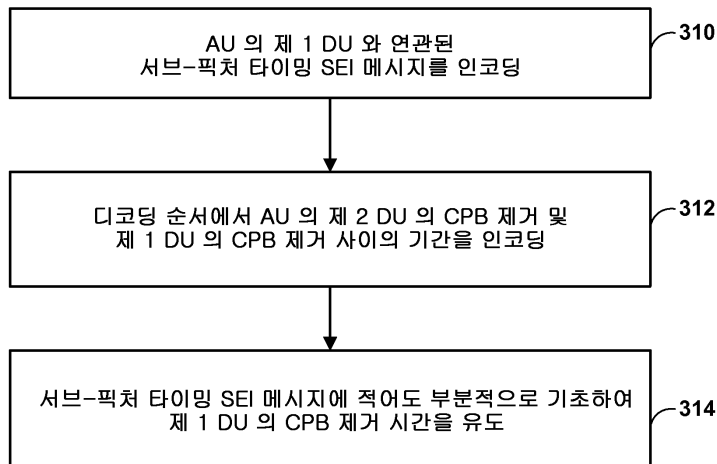 AU 의 제 1 DU 와 연관된
서브-픽처 타이밍 SEI 메시지를 인코딩
310
디코딩 순서에서 AU 의 제 2 DU 의 CPB 제거 및
제 1 DU 의 CPB 제거 사이의 기간을 인코딩
312
서브-픽처 타이밍 SEI 메시지에 적어도 부분적으로 기초하여
제 1 DU 의 CPB 제거 시간을 유도
314